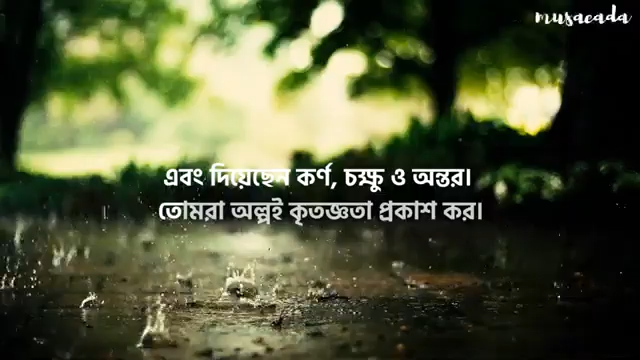 musacada
এবং দিয়েছেন কর্ণ, চক্ষু ও অন্তর।
তোমরা অল্পই কৃতজ্ঞতা প্রকাশ কর।